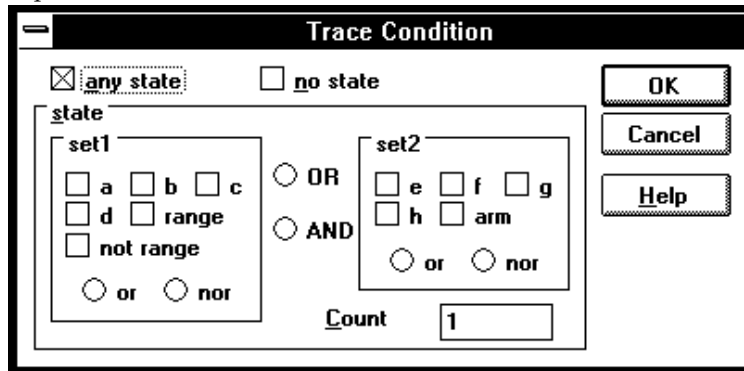 Trace Condition
any state no state
OK
state
Cancel
set1 set2
a b c OR e f g
Help
d range h arm
AND
not range
or nor
or nor
Count 1